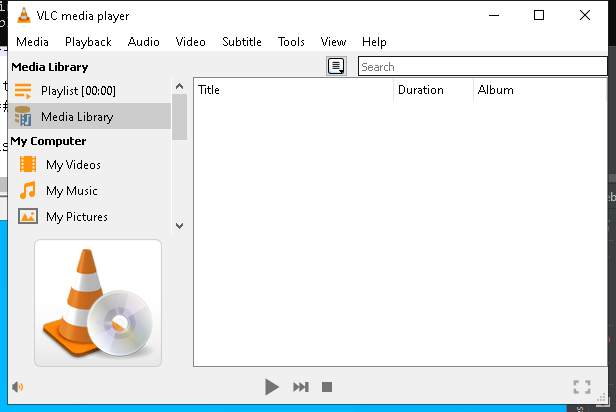 VLC media player
Media Playback Audio Video Subtitle Tools View Help
Media Library
Search
Playlist [00:00]
Title Duration Album
Media Library
My Computer
My Videos
My Music
My Pictures